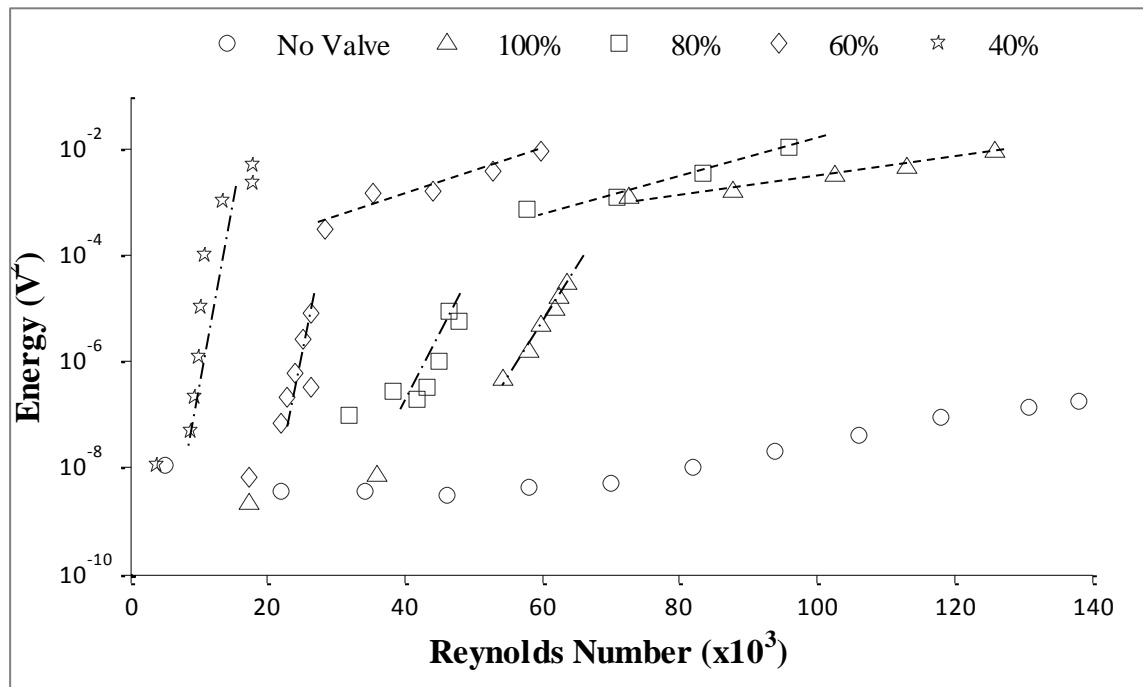 No Valve 100% 80% 60% 40%
Energy (V²)
10⁻²
10⁻⁴
10⁻⁶
10⁻⁸
10⁻¹⁰
0 20 40 60 80 100 120 140
Reynolds Number (x10³)